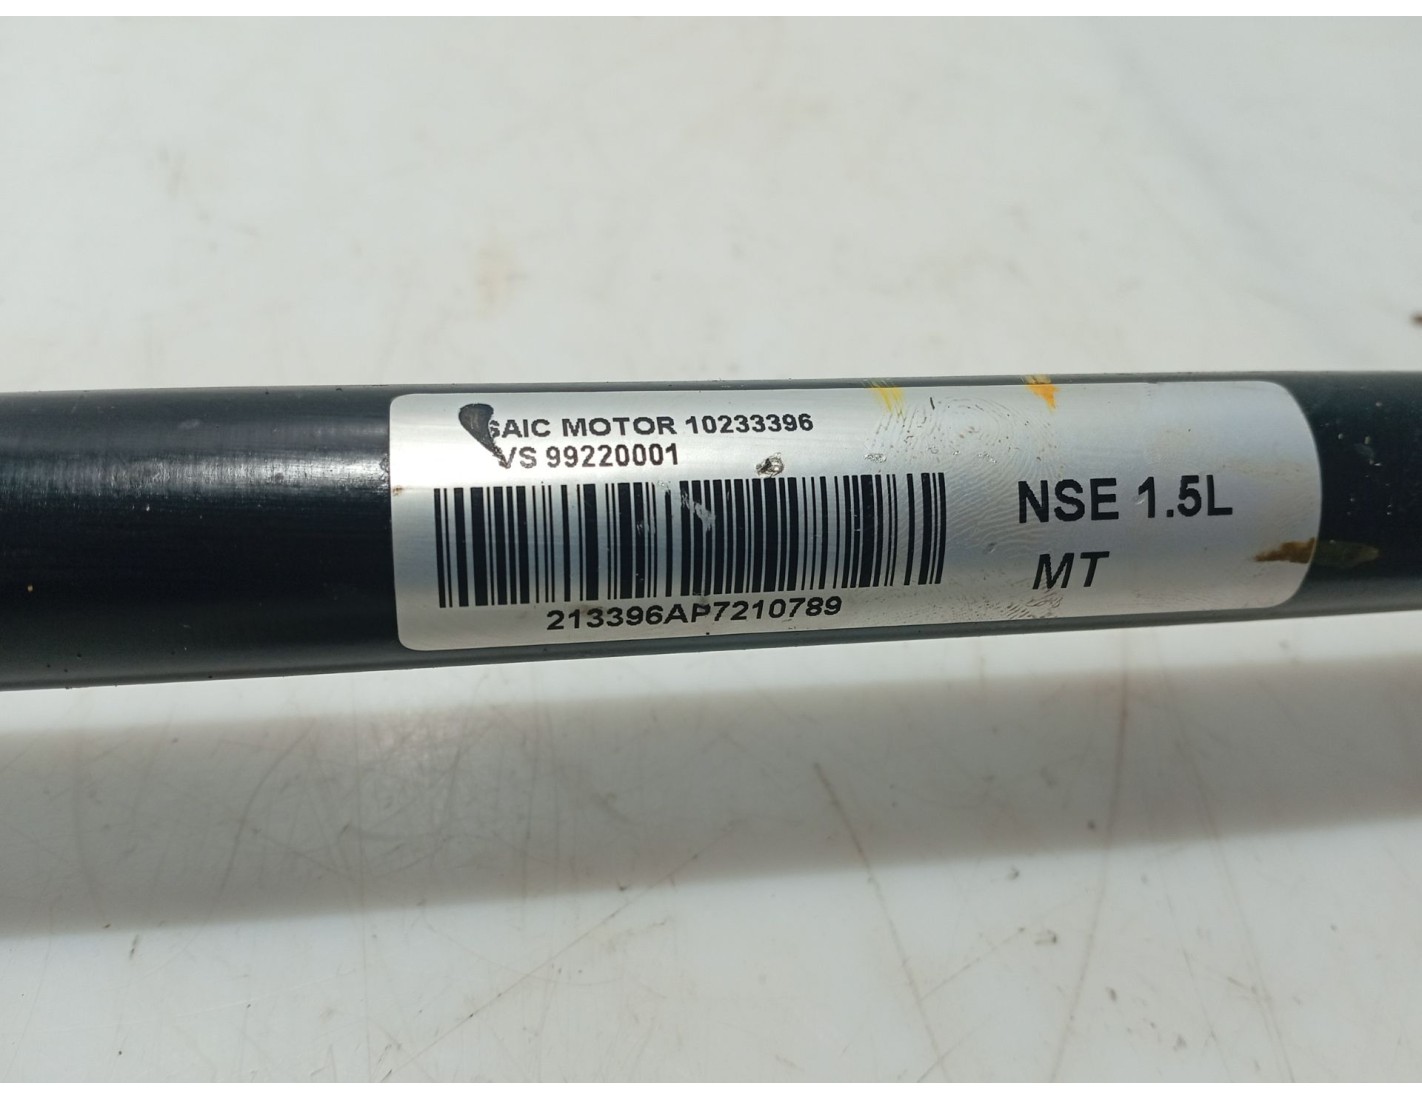 SAIC MOTOR 10233396
VS 99220001
213396AP7210789
NSE 1.5L
MT